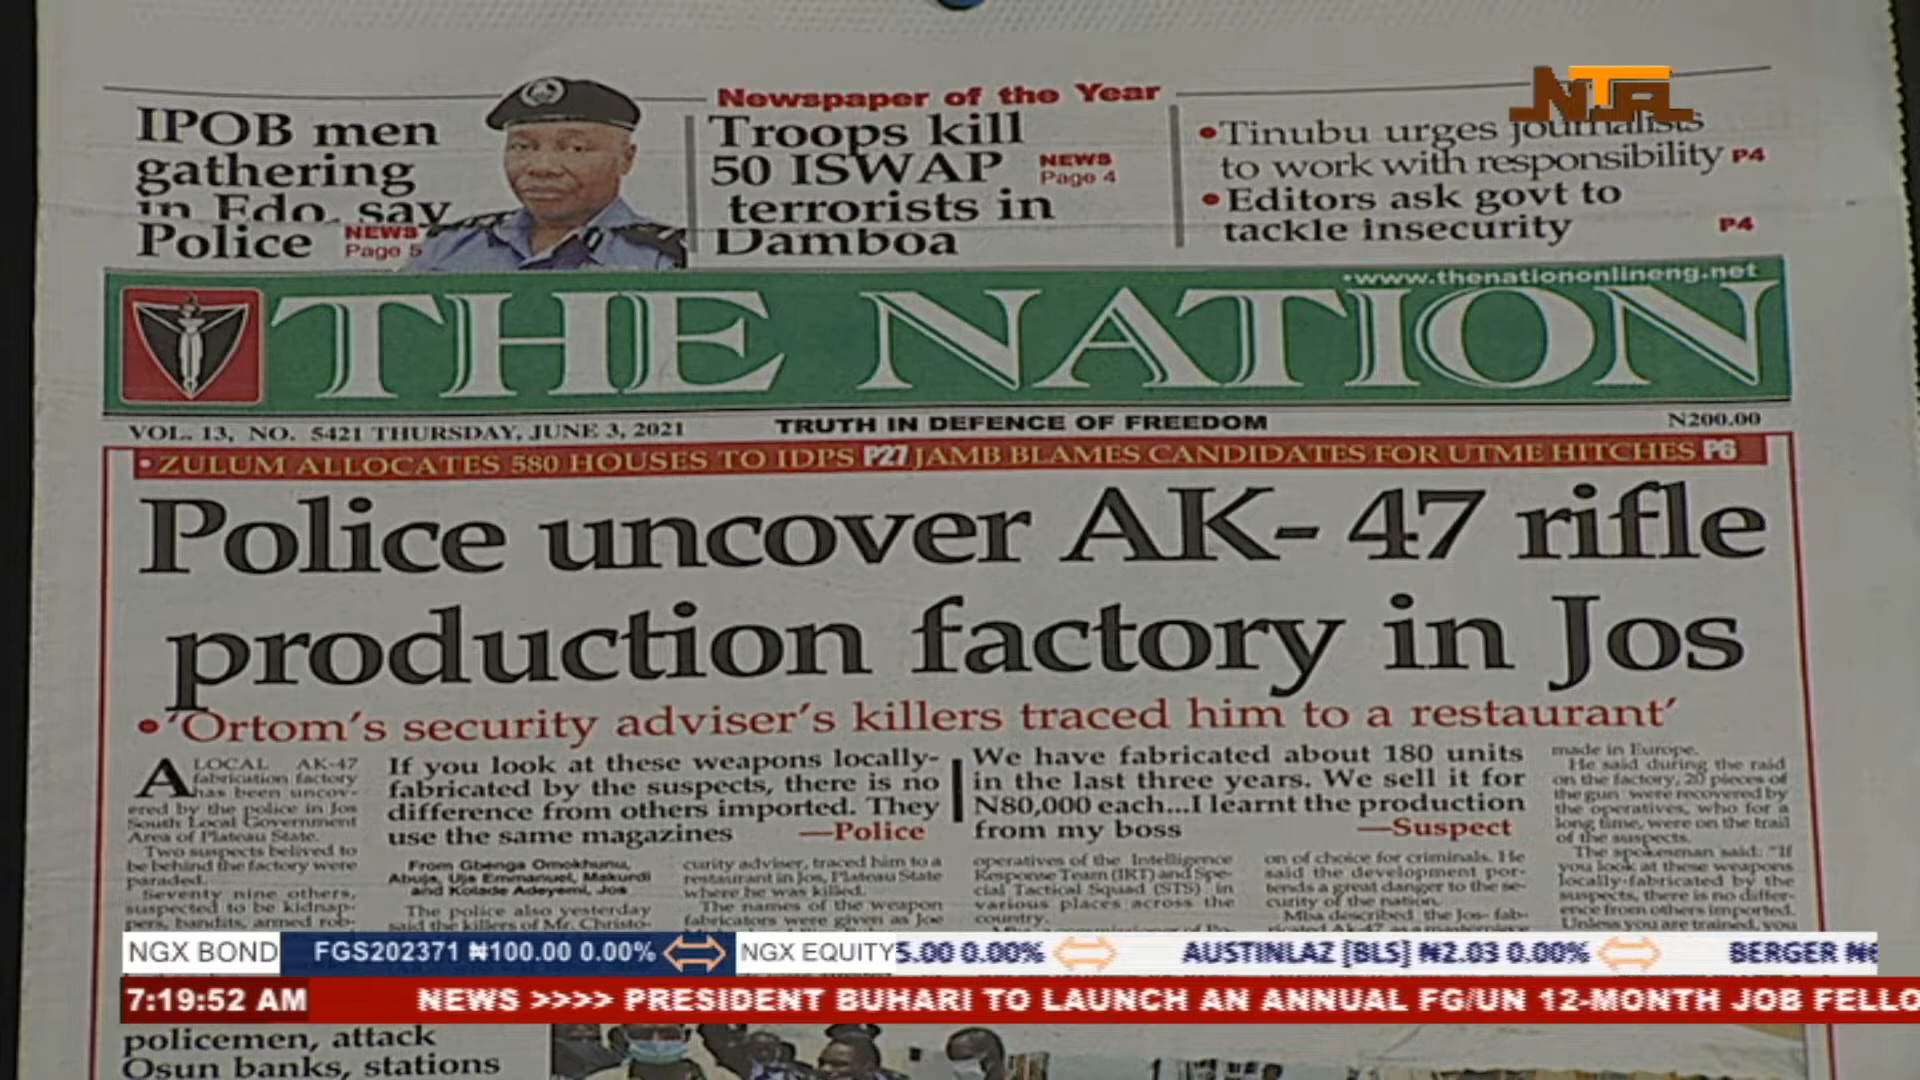 NTA
Newspaper of the Year
IPOB men
gathering
in Edo, say
Police
NEWS
Page 5
Troops kill
50 ISWAP
terrorists in
Damboa
NEWS
Page 4
•Tinubu urges journalists
to work with responsibility P4
•Editors ask govt to
tackle insecurity P4
•www.thenationonlineng.net
THE NATION
VOL. 13, NO. 5421 THURSDAY, JUNE 3, 2021
TRUTH IN DEFENCE OF FREEDOM
N200.00
•ZULUM ALLOCATES 580 HOUSES TO IDPS P27 JAMB BLAMES CANDIDATES FOR UTME HITCHES P6
Police uncover AK-47 rifle
production factory in Jos
•'Ortom's security adviser's killers traced him to a restaurant'
A LOCAL AK-47
fabrication factory
has been uncov-
ered by the police in Jos
South Local Government
Area of Plateau State.
Two suspects belived to
be behind the factory were
paraded.
Seventy nine others,
suspected to be kidnap-
pers, bandits, armed rob-
If you look at these weapons locally-
fabricated by the suspects, there is no
difference from others imported. They
use the same magazines —Police
We have fabricated about 180 units
in the last three years. We sell it for
N80,000 each...I learnt the production
from my boss —Suspect
From Gbenga Omokhunu,
Abuja, Uja Emmanuel, Makurdi
and Kolade Adeyemi, Jos
The police also yesterday
said the killers of Mr. Christo-
curity adviser, traced him to a
restaurant in Jos, Plateau State
where he was killed.
The names of the weapon
fabricators were given as Joe
operatives of the Intelligence
Response Team (IRT) and Spe-
cial Tactical Squad (STS) in
various places across the
country.
on of choice for criminals. He
said the development por-
tends a great danger to the se-
curity of the nation.
Mba described the Jos- fab-
made in Europe.
He said during the raid
on the factory, 20 pieces of
the gun were recovered by
the operatives, who for a
long time, were on the trail
of the suspects.
The spokesman said: "If
you look at these weapons
locally-fabricated by the
suspects, there is no differ-
ence from others imported.
Unless you are trained, you
NGX BOND FGS202371 ₦100.00 0.00% NGX EQUITY 5.00 0.00% AUSTINLAZ [BLS] ₦2.03 0.00% BERGER
7:19:52 AM NEWS >>>> PRESIDENT BUHARI TO LAUNCH AN ANNUAL FG/UN 12-MONTH JOB FELLO
policemen, attack
Osun banks, stations